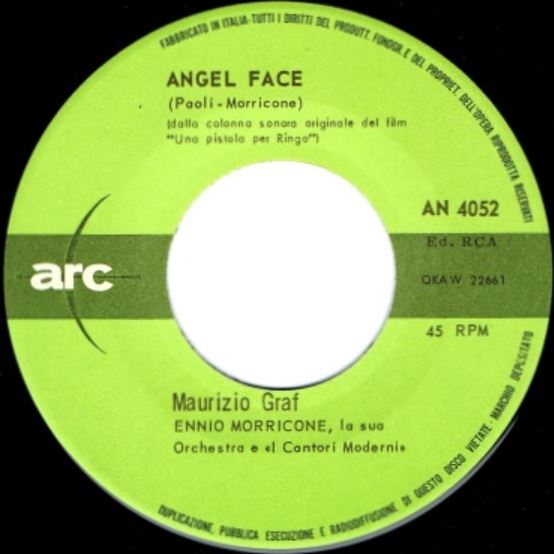 FABBRICATO IN ITALIA-TUTTI I DIRITTI DEL PRODUTT. FONOGR. E DEL PROPRIET. DELL'OPERA RIPRODOTTA RISERVATI
ANGEL FACE
(Paoli-Morricone)
(dalla colonna sonora originale del film
"Una pistola per Ringo")
AN 4052
Ed. RCA
arc
QKAW 22661
45 RPM
Maurizio Graf
ENNIO MORRICONE, la sua
Orchestra e «I Cantori Moderni»
DUPLICAZIONE, PUBBLICA ESECUZIONE E RADIODIFFUSIONE DI QUESTO DISCO VIETATE - MARCHIO DEPOSITATO